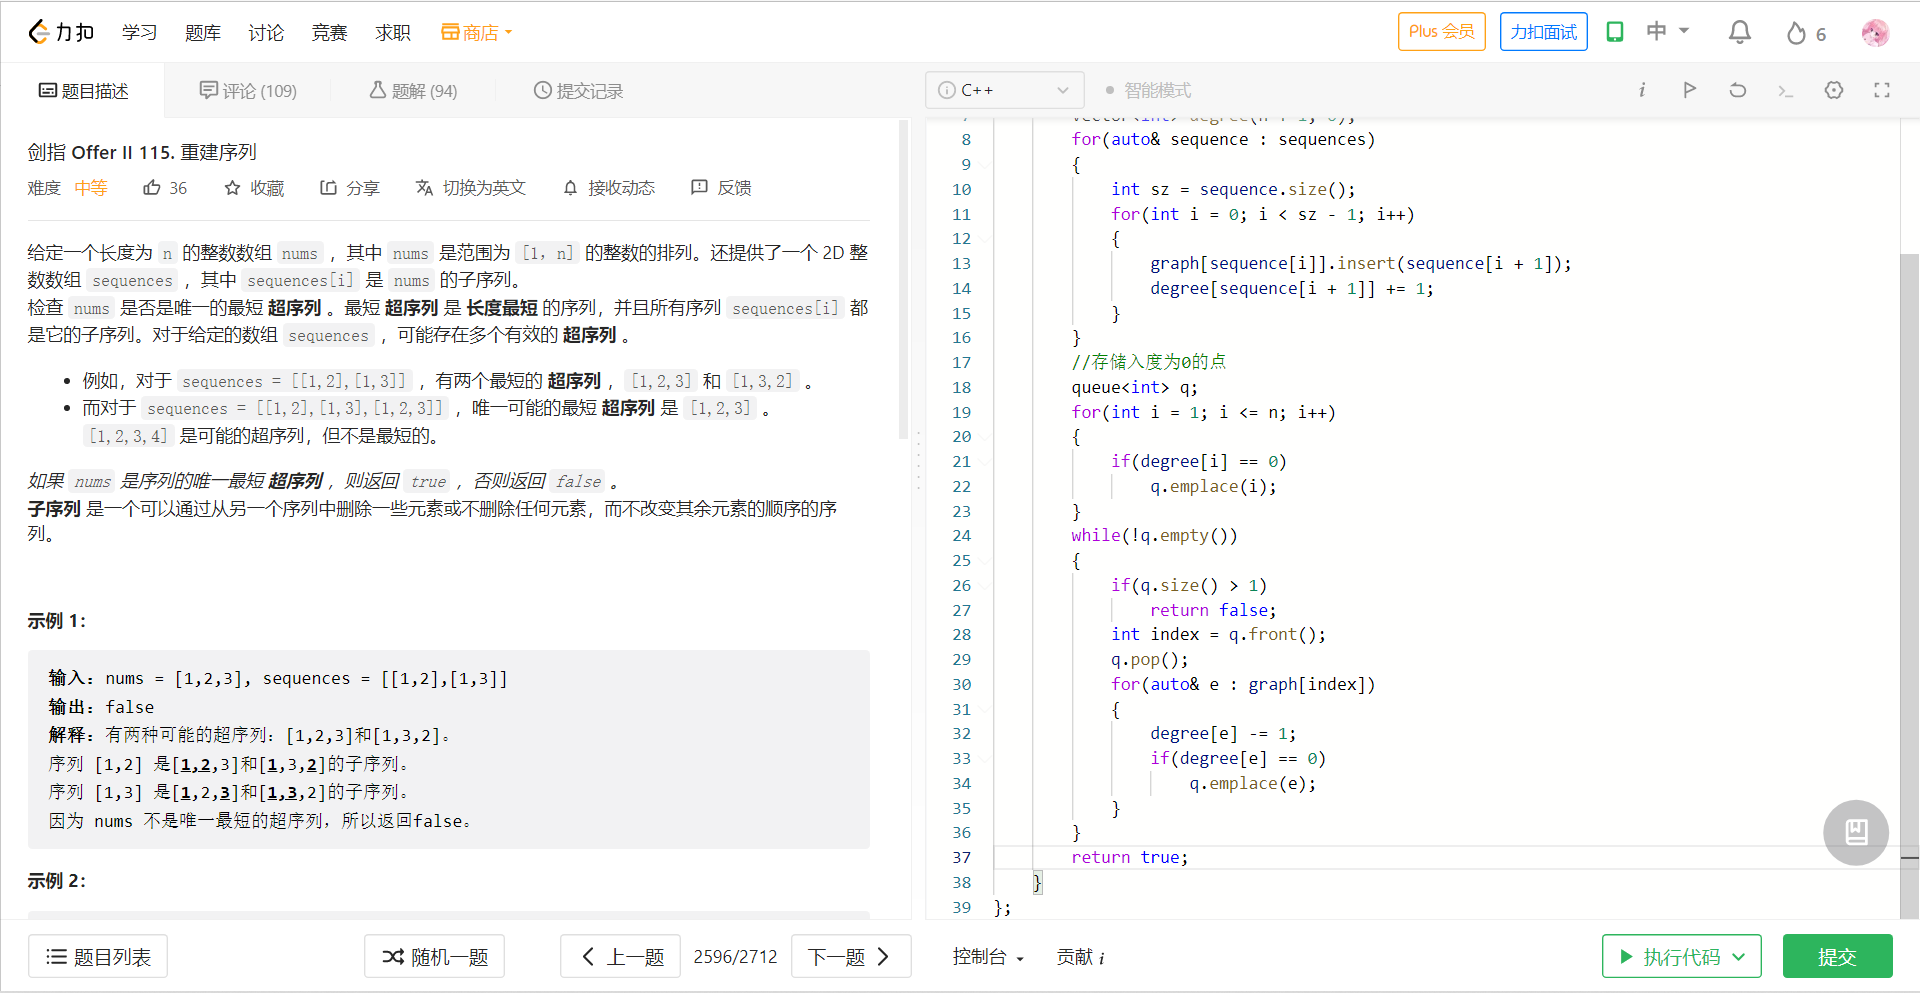 力扣 学习 题库 讨论 竞赛 求职 商店 Plus 会员 力扣面试 中 6
题目描述 评论 (109) 题解 (94) 提交记录 C++ 智能模式
剑指 Offer II 115. 重建序列
难度 中等 36 收藏 分享 切换为英文 接收动态 反馈
给定一个长度为 n 的整数数组 nums ，其中 nums 是范围为 [1，n] 的整数的排列。还提供了一个 2D 整
数数组 sequences ，其中 sequences[i] 是 nums 的子序列。
检查 nums 是否是唯一的最短 超序列 。最短 超序列 是 长度最短 的序列，并且所有序列 sequences[i] 都
是它的子序列。对于给定的数组 sequences ，可能存在多个有效的 超序列 。
例如，对于 sequences = [[1,2],[1,3]] ，有两个最短的 超序列 ，[1,2,3] 和 [1,3,2] 。
而对于 sequences = [[1,2],[1,3],[1,2,3]] ，唯一可能的最短 超序列 是 [1,2,3] 。
[1,2,3,4] 是可能的超序列，但不是最短的。
如果 nums 是序列的唯一最短 超序列 ，则返回 true ，否则返回 false 。
子序列 是一个可以通过从另一个序列中删除一些元素或不删除任何元素，而不改变其余元素的顺序的序
列。
示例 1：
输入：nums = [1,2,3], sequences = [[1,2],[1,3]]
输出：false
解释：有两种可能的超序列：[1,2,3]和[1,3,2]。
序列 [1,2] 是[1,2,3]和[1,3,2]的子序列。
序列 [1,3] 是[1,2,3]和[1,3,2]的子序列。
因为 nums 不是唯一最短的超序列，所以返回false。
示例 2：
8 for(auto& sequence : sequences)
9 {
10 int sz = sequence.size();
11 for(int i = 0; i < sz - 1; i++)
12 {
13 graph[sequence[i]].insert(sequence[i + 1]);
14 degree[sequence[i + 1]] += 1;
15 }
16 }
17 //存储入度为0的点
18 queue<int> q;
19 for(int i = 1; i <= n; i++)
20 {
21 if(degree[i] == 0)
22 q.emplace(i);
23 }
24 while(!q.empty())
25 {
26 if(q.size() > 1)
27 return false;
28 int index = q.front();
29 q.pop();
30 for(auto& e : graph[index])
31 {
32 degree[e] -= 1;
33 if(degree[e] == 0)
34 q.emplace(e);
35 }
36 }
37 return true;
38 }
39 };
题目列表 随机一题 上一题 2596/2712 下一题 控制台 贡献 i 执行代码 提交